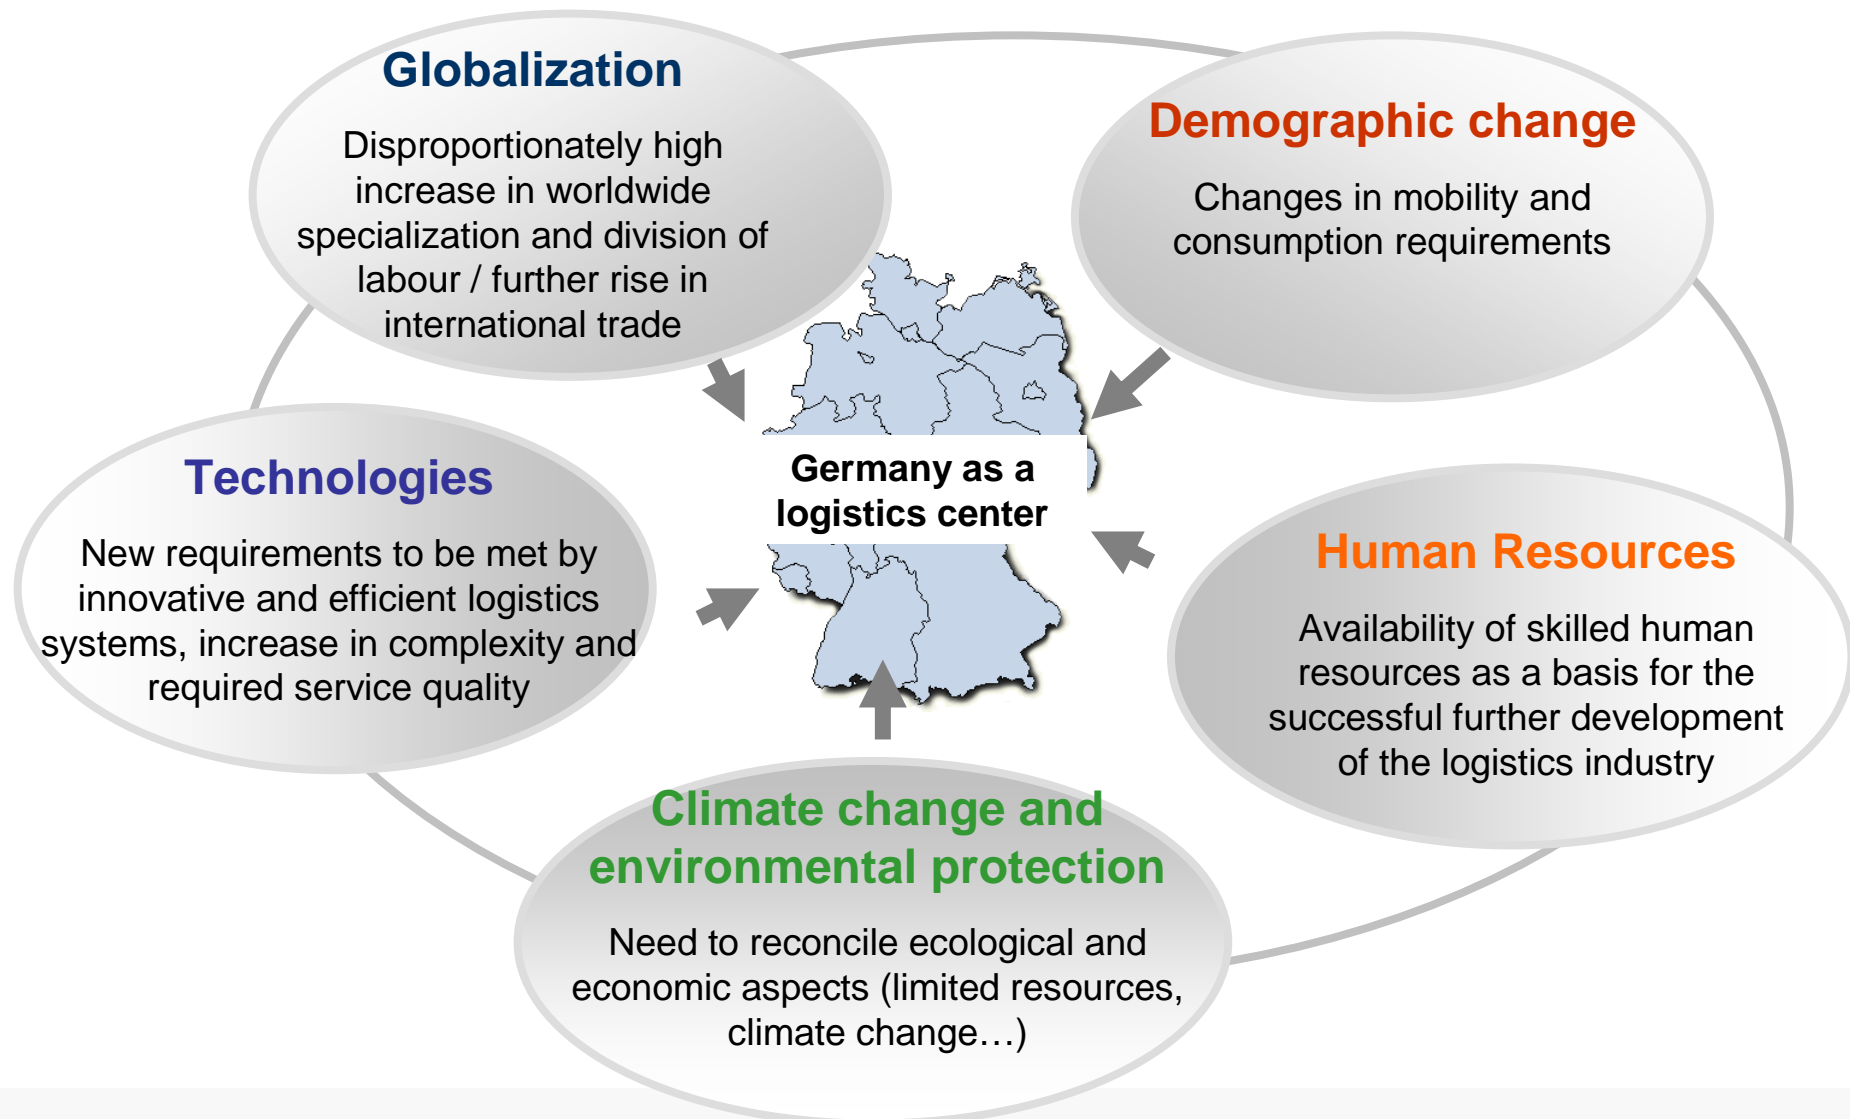 Globalization
Disproportionately high
increase in worldwide
specialization and division of
labour / further rise in
international trade
Demographic change
Changes in mobility and
consumption requirements
Technologies
New requirements to be met by
innovative and efficient logistics
systems, increase in complexity and
required service quality
Germany as a
logistics center
Human Resources
Availability of skilled human
resources as a basis for the
successful further development
of the logistics industry
Climate change and
environmental protection
Need to reconcile ecological and
economic aspects (limited resources,
climate change…)